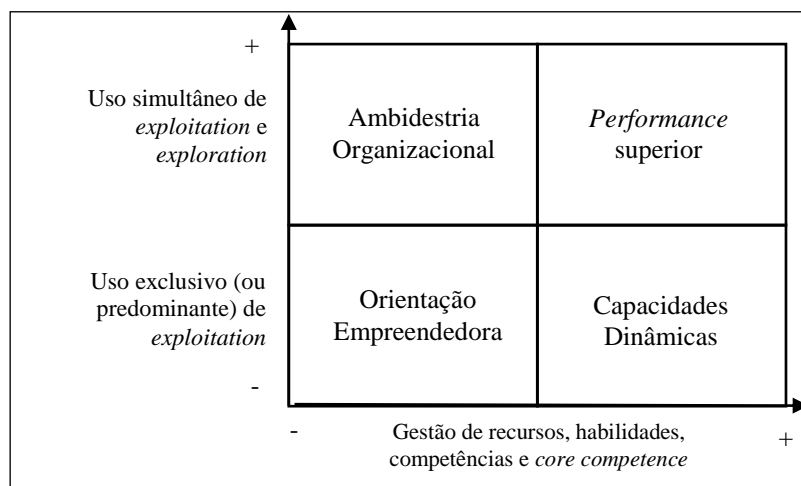 +
Uso simultâneo de
exploitation e
exploration
Ambidestria
Organizacional
Performance
superior
Uso exclusivo (ou
predominante) de
exploitation
Orientação
Empreendedora
Capacidades
Dinâmicas
-
-
Gestão de recursos, habilidades,
competências e core competence
+